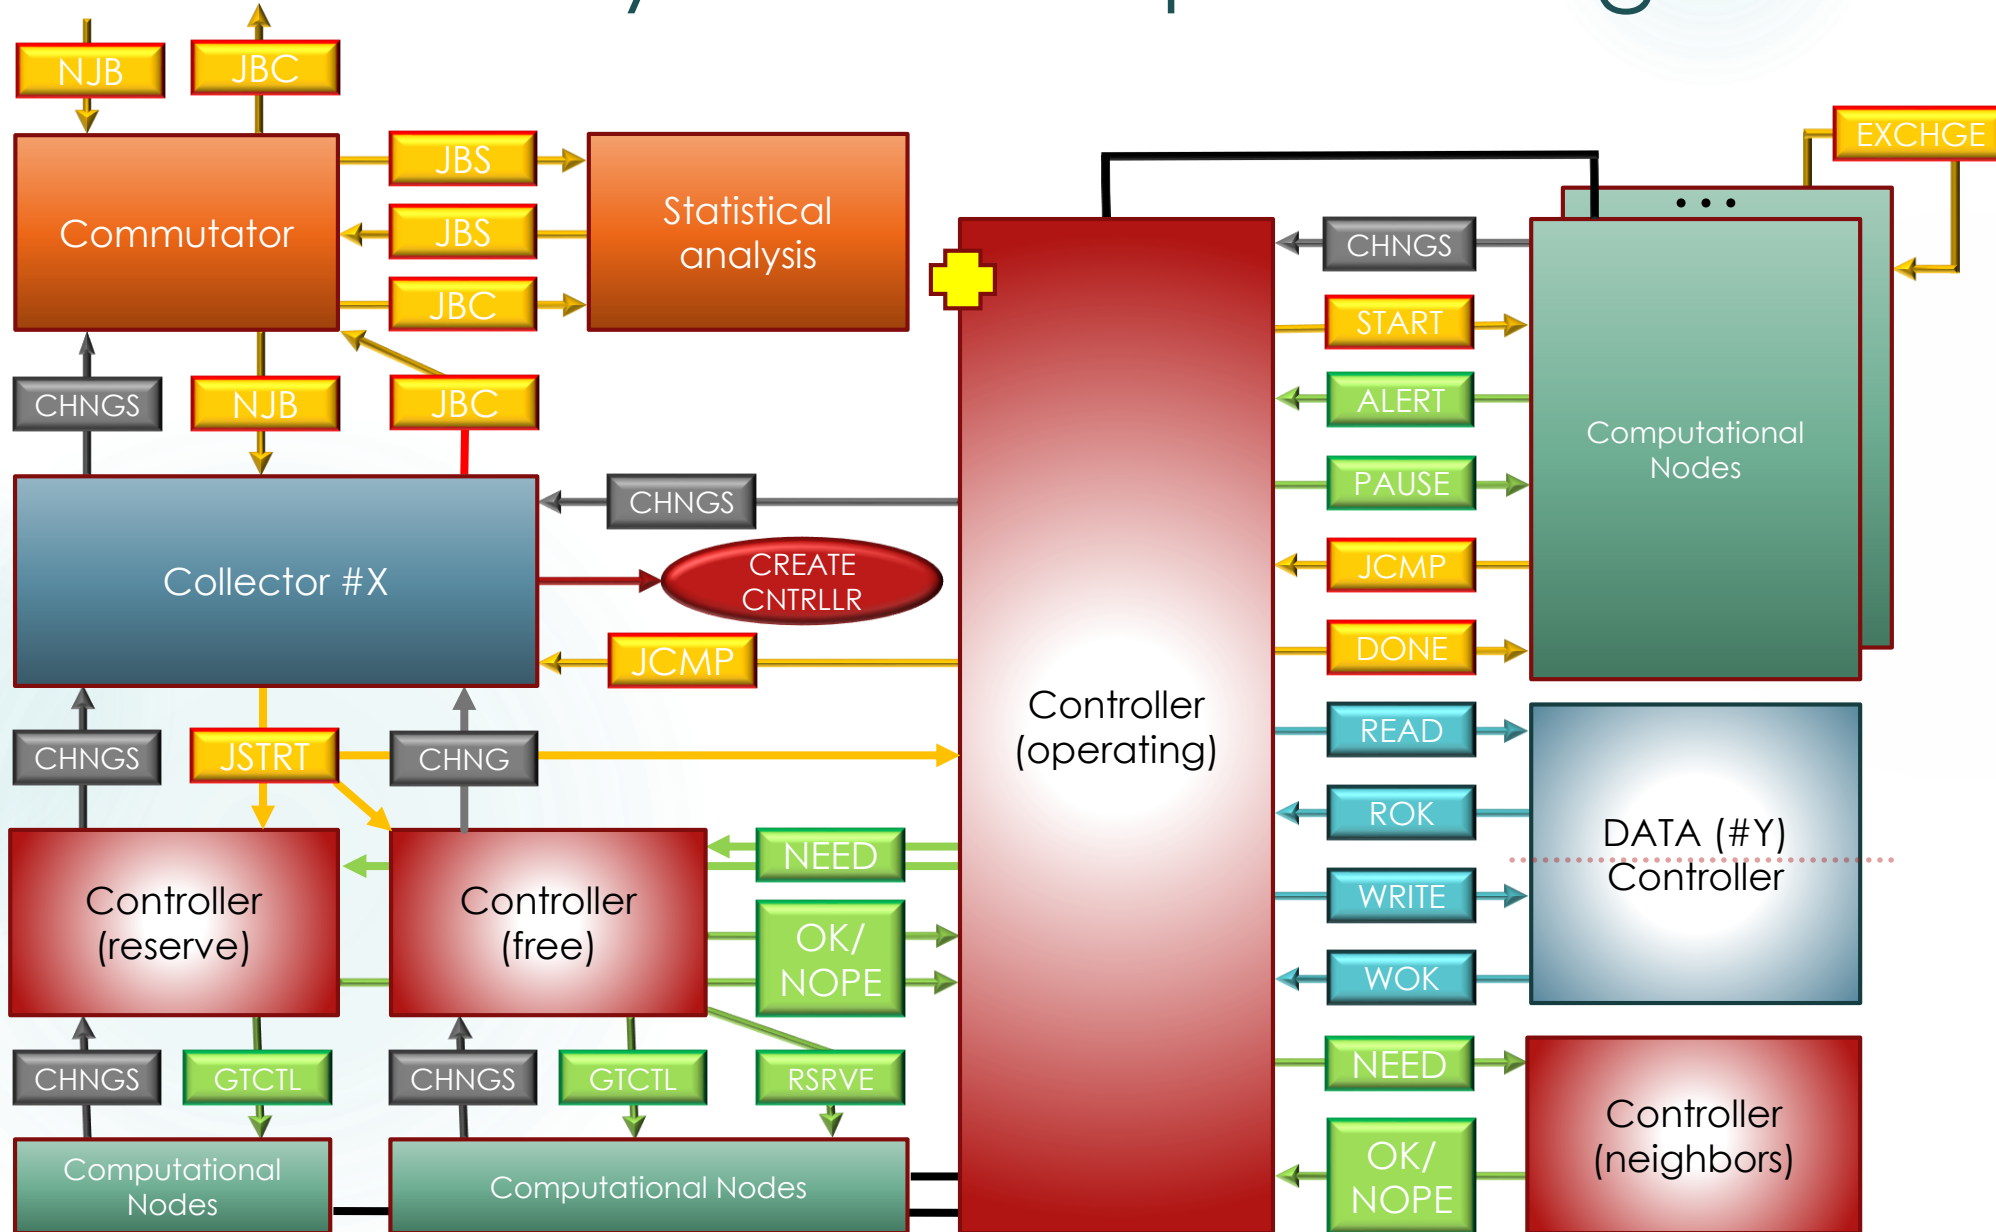 NJB
JBC
EXCHGE
JBS
Commutator
JBS
JBC
Statistical
analysis
CHNGS
NJB
JBC
CHNGS
START
ALERT
PAUSE
JCMP
DONE
• • •
Computational
Nodes
Collector #X
CHNGS
CREATE
CNTRLLR
JCMP
Controller
(operating)
CHNGS
JSTRT
CHNG
READ
ROK
WRITE
WOK
DATA (#Y)
Controller
Controller
(reserve)
Controller
(free)
NEED
OK/
NOPE
CHNGS
GTCTL
CHNGS
GTCTL
RSRVE
NEED
OK/
NOPE
Controller
(neighbors)
Computational
Nodes
Computational Nodes